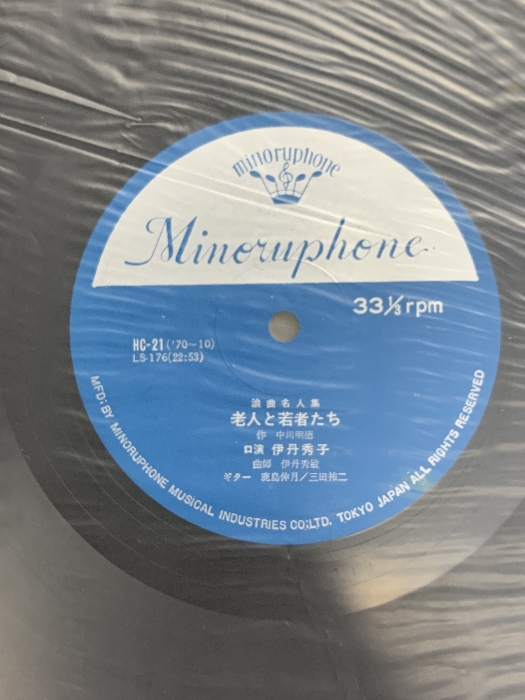 minoruphone
Minoruphone
33⅓ rpm
HC-21 ('70～10)
LS-176 (22:53)
浪曲名人集
老人と若者たち
作 中川明徳
口演 伊丹秀子
曲師 伊丹秀敏
ギター 鹿島伸月／三田祐二
MFD; BY MINORUPHONE MUSICAL INDUSTRIES CO;LTD. TOKYO JAPAN ALL RIGHTS RESERVED